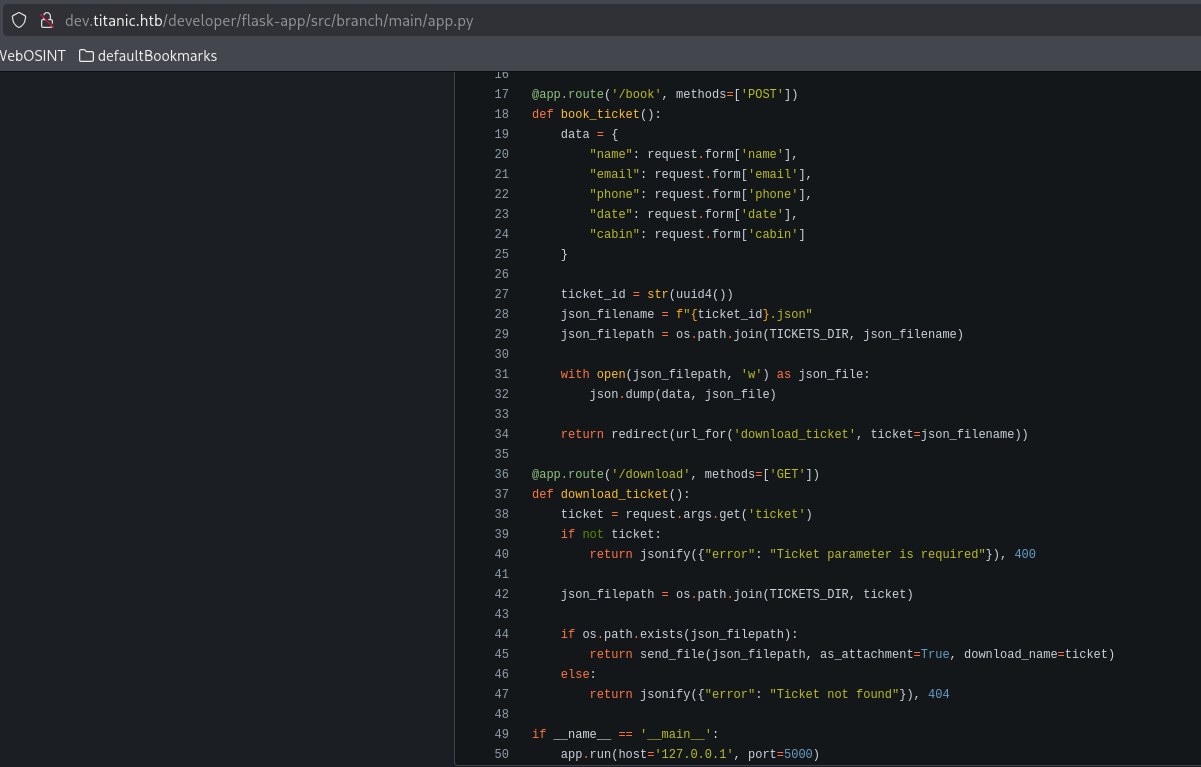 dev.titanic.htb/developer/flask-app/src/branch/main/app.py
WebOSINT defaultBookmarks
16
17 @app.route('/book', methods=['POST'])
18 def book_ticket():
19     data = {
20         "name": request.form['name'],
21         "email": request.form['email'],
22         "phone": request.form['phone'],
23         "date": request.form['date'],
24         "cabin": request.form['cabin']
25     }
26
27     ticket_id = str(uuid4())
28     json_filename = f"{ticket_id}.json"
29     json_filepath = os.path.join(TICKETS_DIR, json_filename)
30
31     with open(json_filepath, 'w') as json_file:
32         json.dump(data, json_file)
33
34     return redirect(url_for('download_ticket', ticket=json_filename))
35
36 @app.route('/download', methods=['GET'])
37 def download_ticket():
38     ticket = request.args.get('ticket')
39     if not ticket:
40         return jsonify({"error": "Ticket parameter is required"}), 400
41
42     json_filepath = os.path.join(TICKETS_DIR, ticket)
43
44     if os.path.exists(json_filepath):
45         return send_file(json_filepath, as_attachment=True, download_name=ticket)
46     else:
47         return jsonify({"error": "Ticket not found"}), 404
48
49 if __name__ == '__main__':
50     app.run(host='127.0.0.1', port=5000)